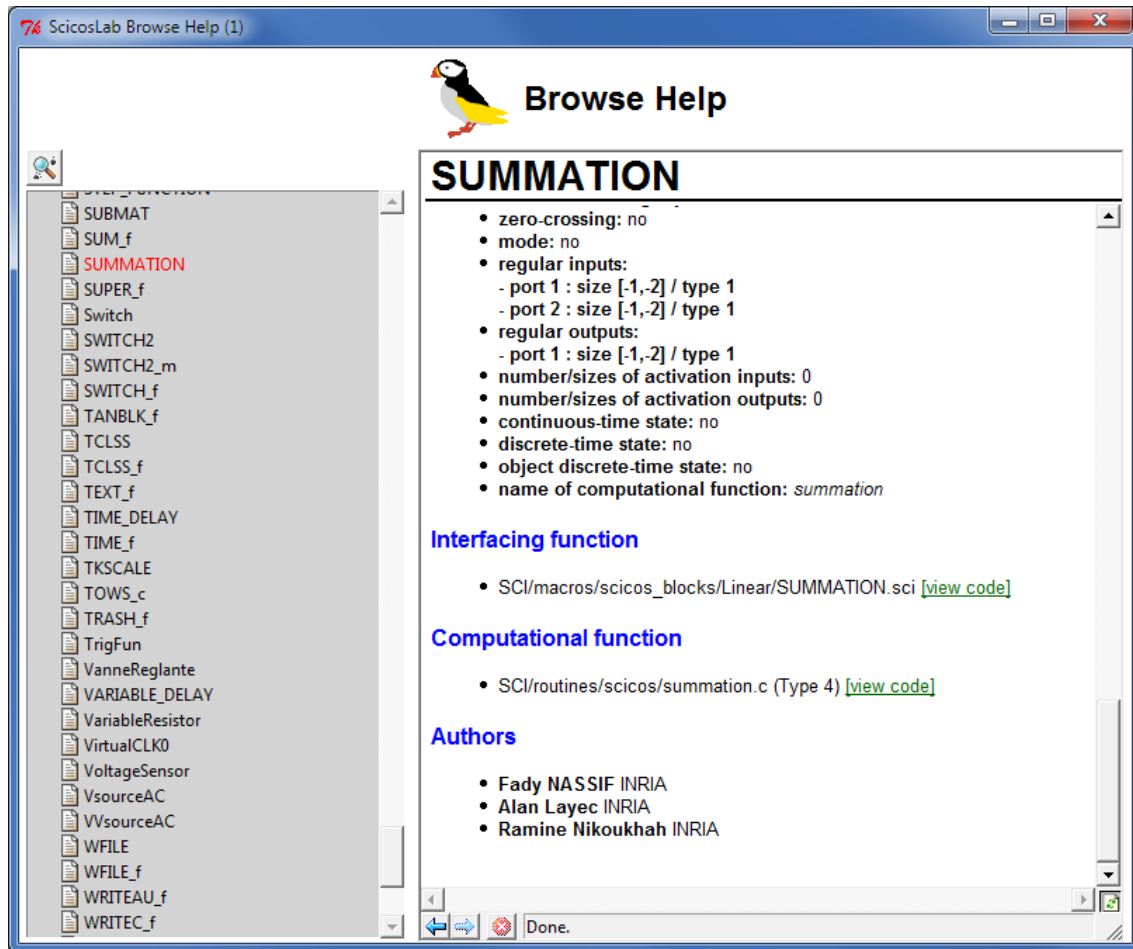 ScicosLab Browse Help (1)
Browse Help
STEP_FUNCTION
SUBMAT
SUM_f
SUMMATION
SUPER_f
Switch
SWITCH2
SWITCH2_m
SWITCH_f
TANBLK_f
TCLSS
TCLSS_f
TEXT_f
TIME_DELAY
TIME_f
TKSCALE
TOWS_c
TRASH_f
TrigFun
VanneReglante
VARIABLE_DELAY
VariableResistor
VirtualCLK0
VoltageSensor
VsourceAC
VVsourceAC
WFILE
WFILE_f
WRITEAU_f
WRITEC_f
SUMMATION
• zero-crossing: no
• mode: no
• regular inputs:
- port 1 : size [-1,-2] / type 1
- port 2 : size [-1,-2] / type 1
• regular outputs:
- port 1 : size [-1,-2] / type 1
• number/sizes of activation inputs: 0
• number/sizes of activation outputs: 0
• continuous-time state: no
• discrete-time state: no
• object discrete-time state: no
• name of computational function: summation
Interfacing function
• SCI/macros/scicos_blocks/Linear/SUMMATION.sci [view code]
Computational function
• SCI/routines/scicos/summation.c (Type 4) [view code]
Authors
• Fady NASSIF INRIA
• Alan Layec INRIA
• Ramine Nikoukhah INRIA
Done.